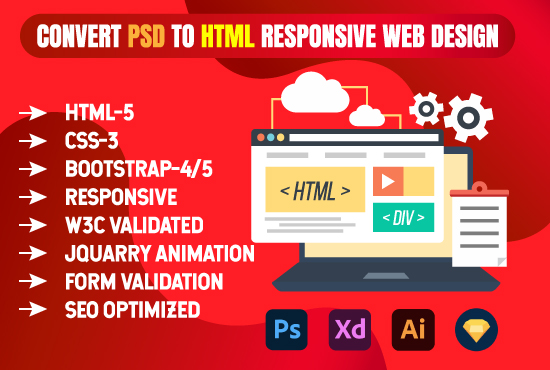 CONVERT PSD TO HTML RESPONSIVE WEB DESIGN
HTML-5
CSS-3
BOOTSTRAP-4/5
RESPONSIVE
W3C VALIDATED
JQUARRY ANIMATION
FORM VALIDATION
SEO OPTIMIZED
< HTML >
< DIV >
Ps
Xd
Ai